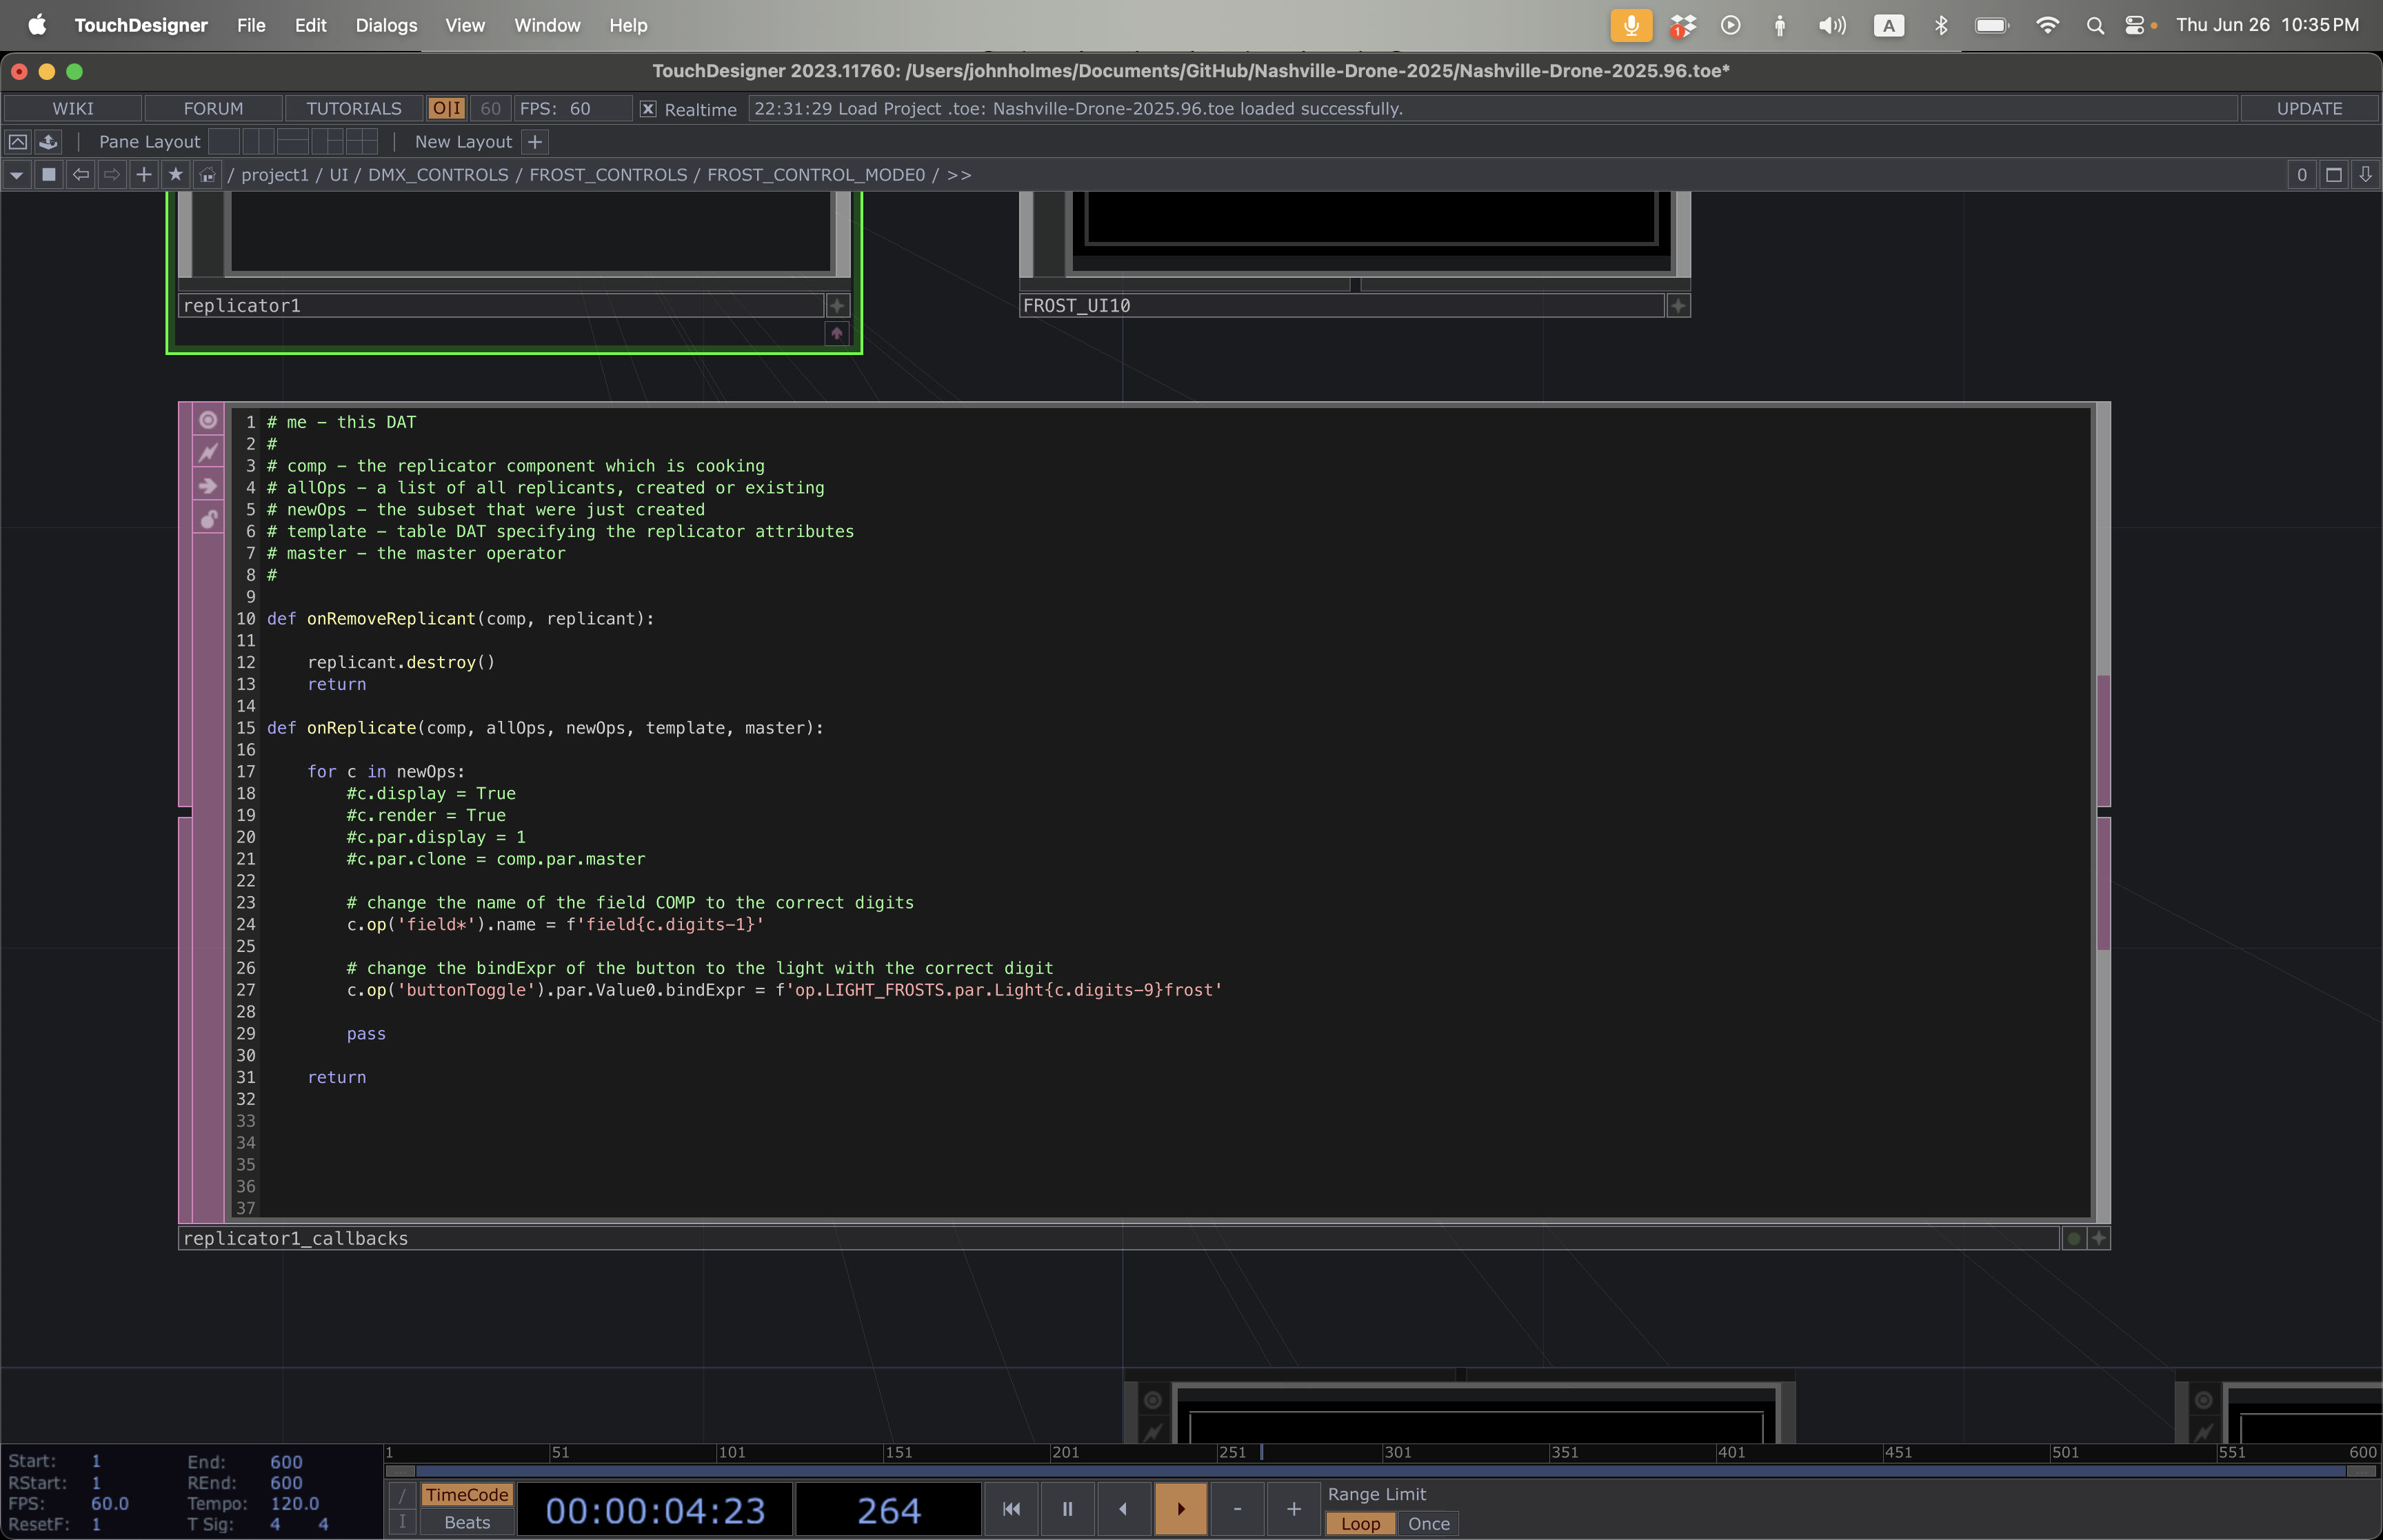 TouchDesigner File Edit Dialogs View Window Help 1 A Thu Jun 26 10:35 PM
TouchDesigner 2023.11760: /Users/johnholmes/Documents/GitHub/Nashville-Drone-2025/Nashville-Drone-2025.96.toe*
WIKI FORUM TUTORIALS O|I 60 FPS: 60 X Realtime 22:31:29 Load Project .toe: Nashville-Drone-2025.96.toe loaded successfully. UPDATE
Pane Layout New Layout +
/ project1 / UI / DMX_CONTROLS / FROST_CONTROLS / FROST_CONTROL_MODE0 / >> 0
replicator1 FROST_UI10
1 # me - this DAT
2 #
3 # comp - the replicator component which is cooking
4 # allOps - a list of all replicants, created or existing
5 # newOps - the subset that were just created
6 # template - table DAT specifying the replicator attributes
7 # master - the master operator
8 #
9
10 def onRemoveReplicant(comp, replicant):
11
12 replicant.destroy()
13 return
14
15 def onReplicate(comp, allOps, newOps, template, master):
16
17 for c in newOps:
18 #c.display = True
19 #c.render = True
20 #c.par.display = 1
21 #c.par.clone = comp.par.master
22
23 # change the name of the field COMP to the correct digits
24 c.op('field*').name = f'field{c.digits-1}'
25
26 # change the bindExpr of the button to the light with the correct digit
27 c.op('buttonToggle').par.Value0.bindExpr = f'op.LIGHT_FROSTS.par.Light{c.digits-9}frost'
28
29 pass
30
31 return
32
33
34
35
36
37
replicator1_callbacks
1 51 101 151 201 251 301 351 401 451 501 551 600
Start: 1 End: 600
RStart: 1 REnd: 600
FPS: 60.0 Tempo: 120.0
ResetF: 1 T Sig: 4 4
/ TimeCode
I Beats
00:00:04:23 264 - + Range Limit
Loop Once